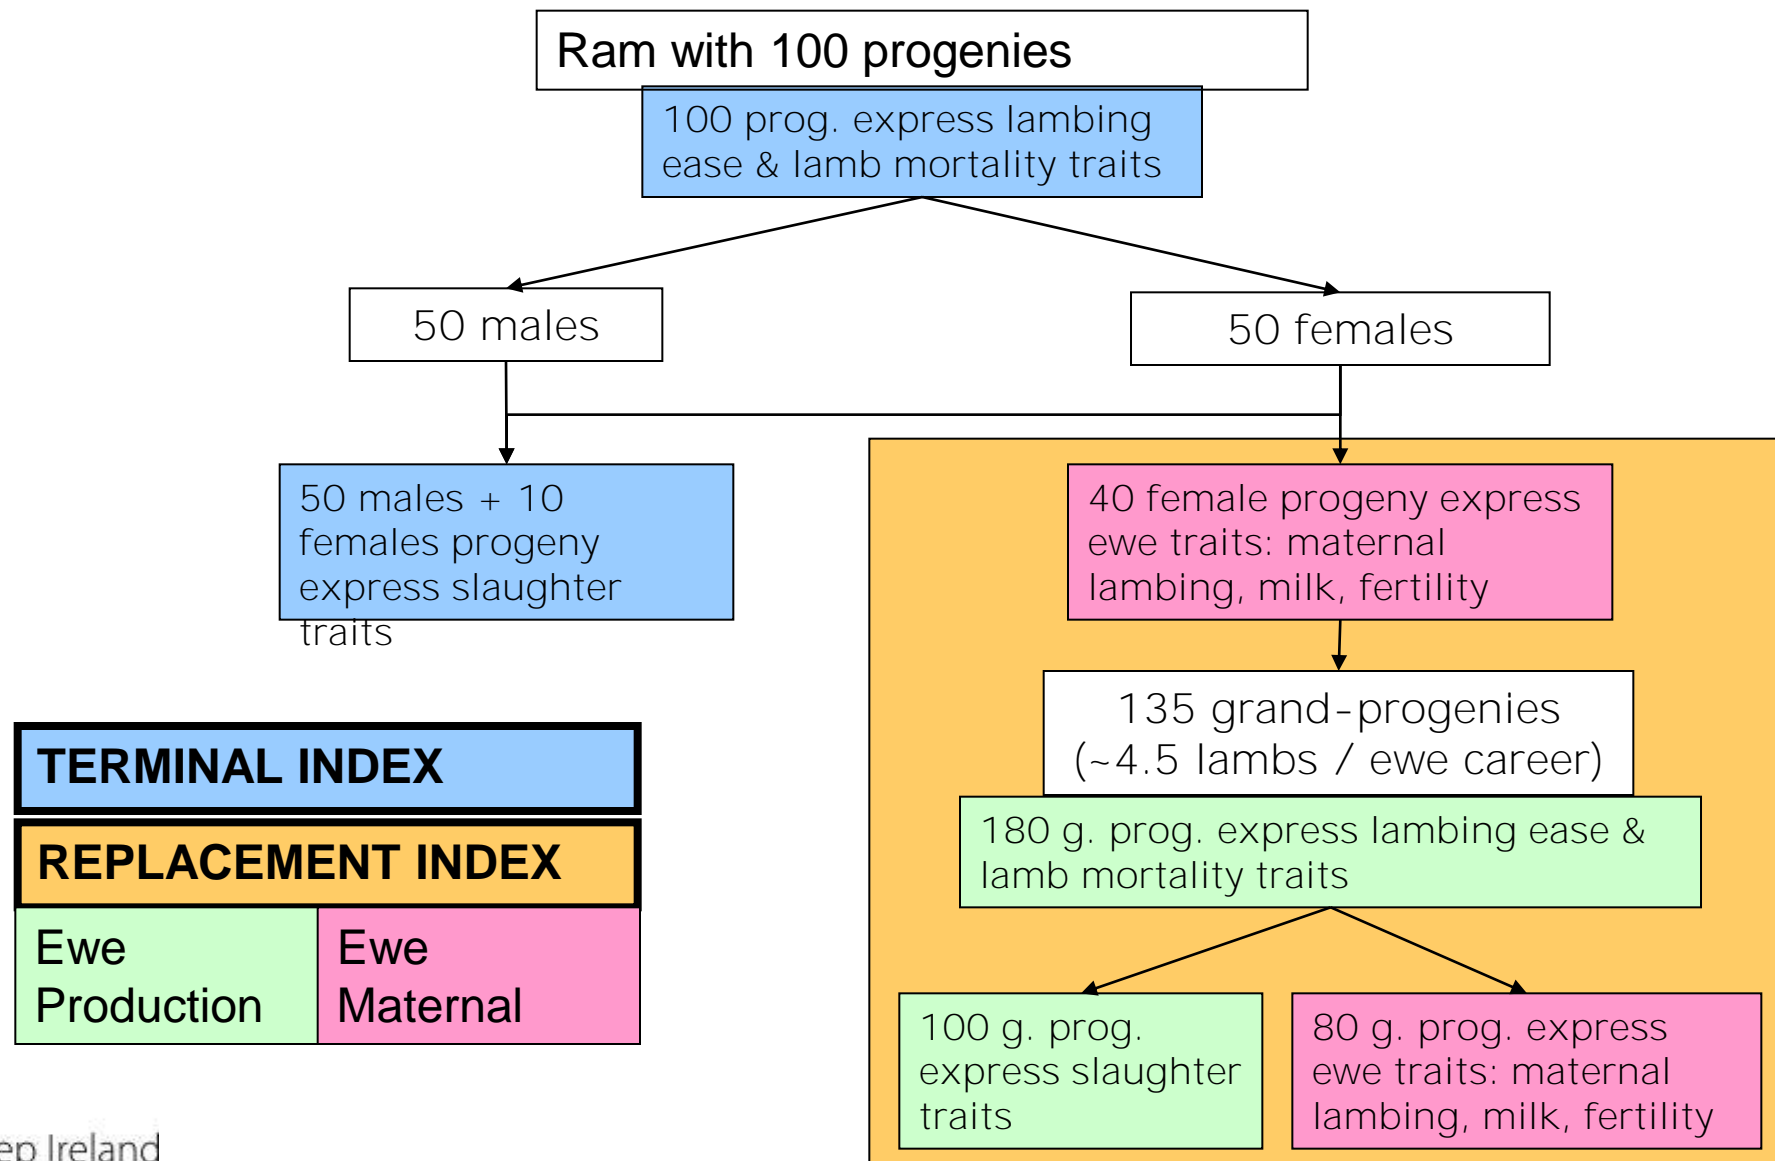 Ram with 100 progenies
100 prog. express lambing
ease & lamb mortality traits
50 males
50 females
50 males + 10
females progeny
express slaughter
traits
40 female progeny express
ewe traits: maternal
lambing, milk, fertility
135 grand-progenies
(~4.5 lambs / ewe career)
180 g. prog. express lambing ease &
lamb mortality traits
100 g. prog.
express slaughter
traits
80 g. prog. express
ewe traits: maternal
lambing, milk, fertility
TERMINAL INDEX
REPLACEMENT INDEX
Ewe
Production
Ewe
Maternal
ep Ireland